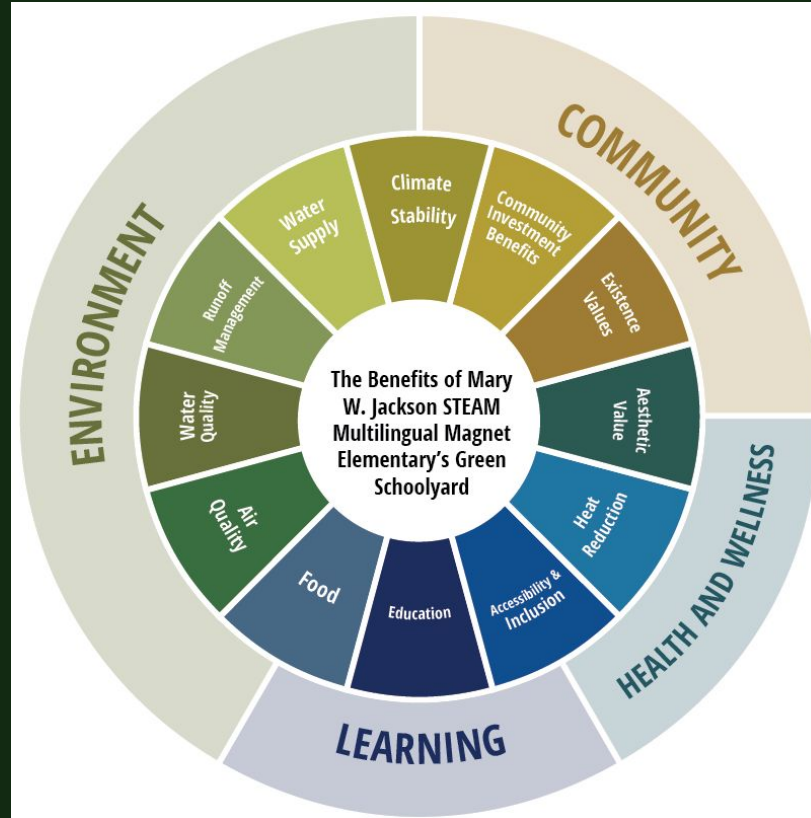 COMMUNITY
HEALTH AND WELLNESS
LEARNING
ENVIRONMENT
Climate
Stability
Community
Investment
Benefits
Existence
Values
Aesthetic
Value
Heat
Reduction
Accessibility &
Inclusion
Education
Food
Air
Quality
Water
Quality
Runoff
Management
Water
Supply
The Benefits of Mary
W. Jackson STEAM
Multilingual Magnet
Elementary’s Green
Schoolyard